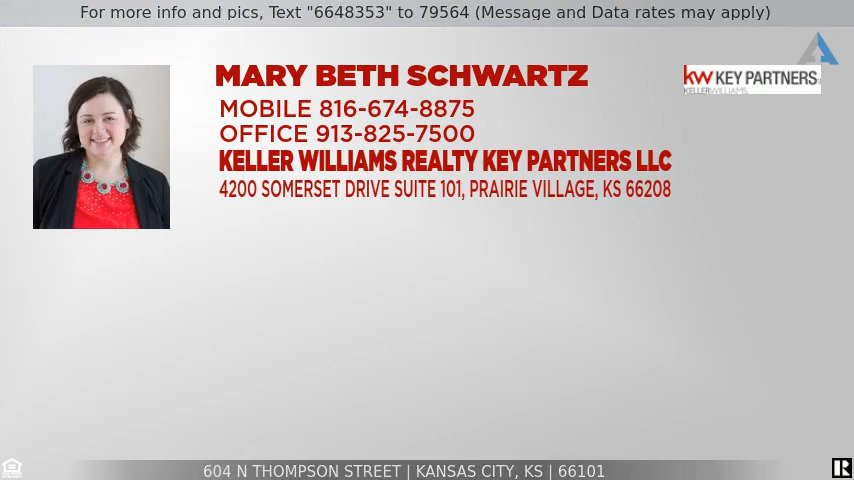 For more info and pics, Text "6648353" to 79564 (Message and Data rates may apply)
MARY BETH SCHWARTZ
kw KEY PARTNERS
KELLERWILLIAMS.
MOBILE 816-674-8875
OFFICE 913-825-7500
KELLER WILLIAMS REALTY KEY PARTNERS LLC
4200 SOMERSET DRIVE SUITE 101, PRAIRIE VILLAGE, KS 66208
604 N THOMPSON STREET | KANSAS CITY, KS | 66101